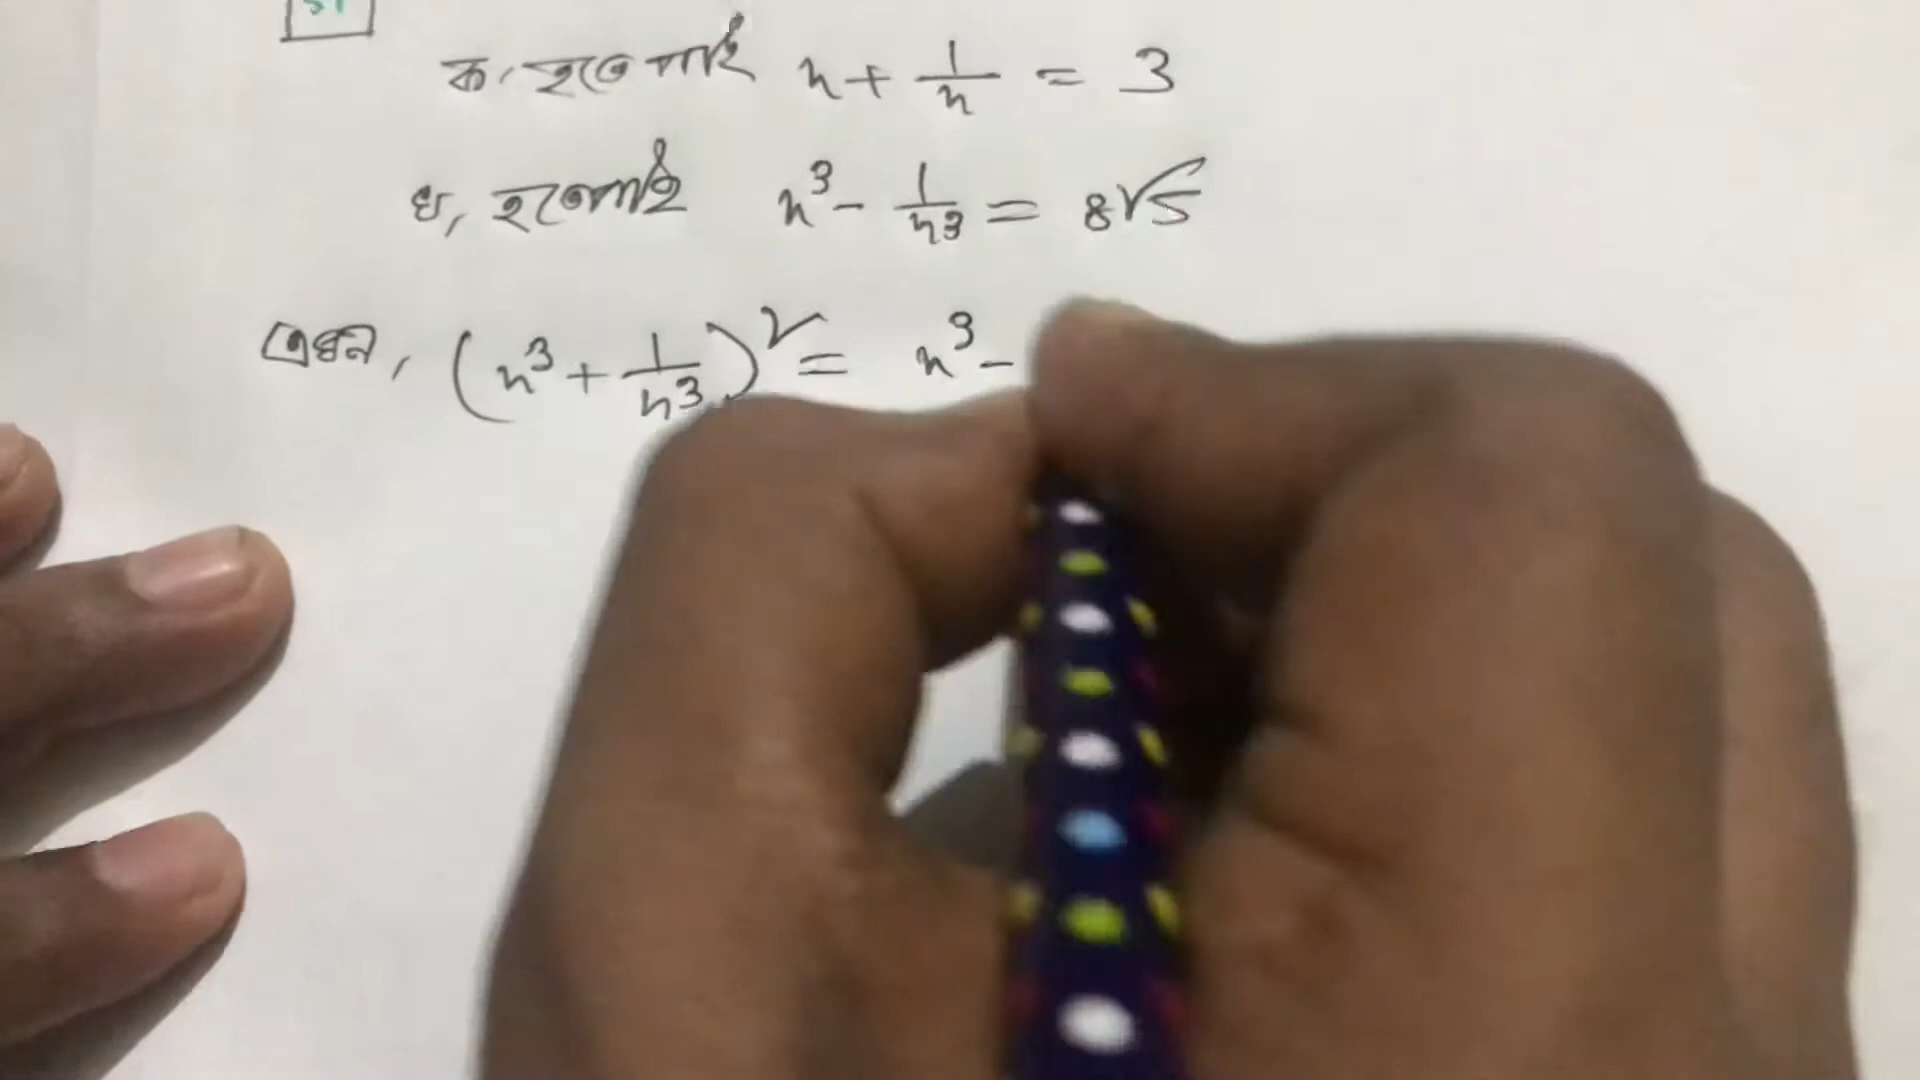 ক, হতে পাই x + 1/x = 3
খ, হতে পাই x³ - 1/x³ = 8√5
এখন, (x³ + 1/x³)² = x³ -